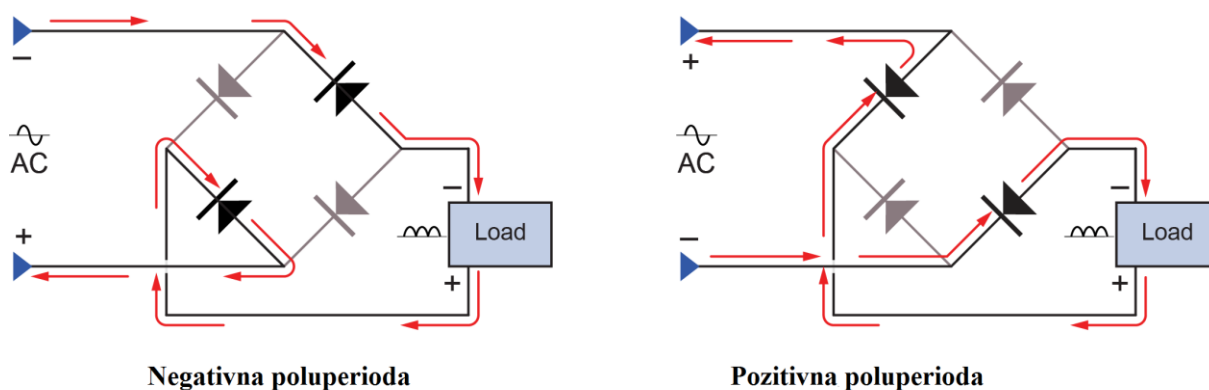 −
AC
+
−
Load
+
Negativna poluperioda
+
AC
−
−
Load
+
Pozitivna poluperioda